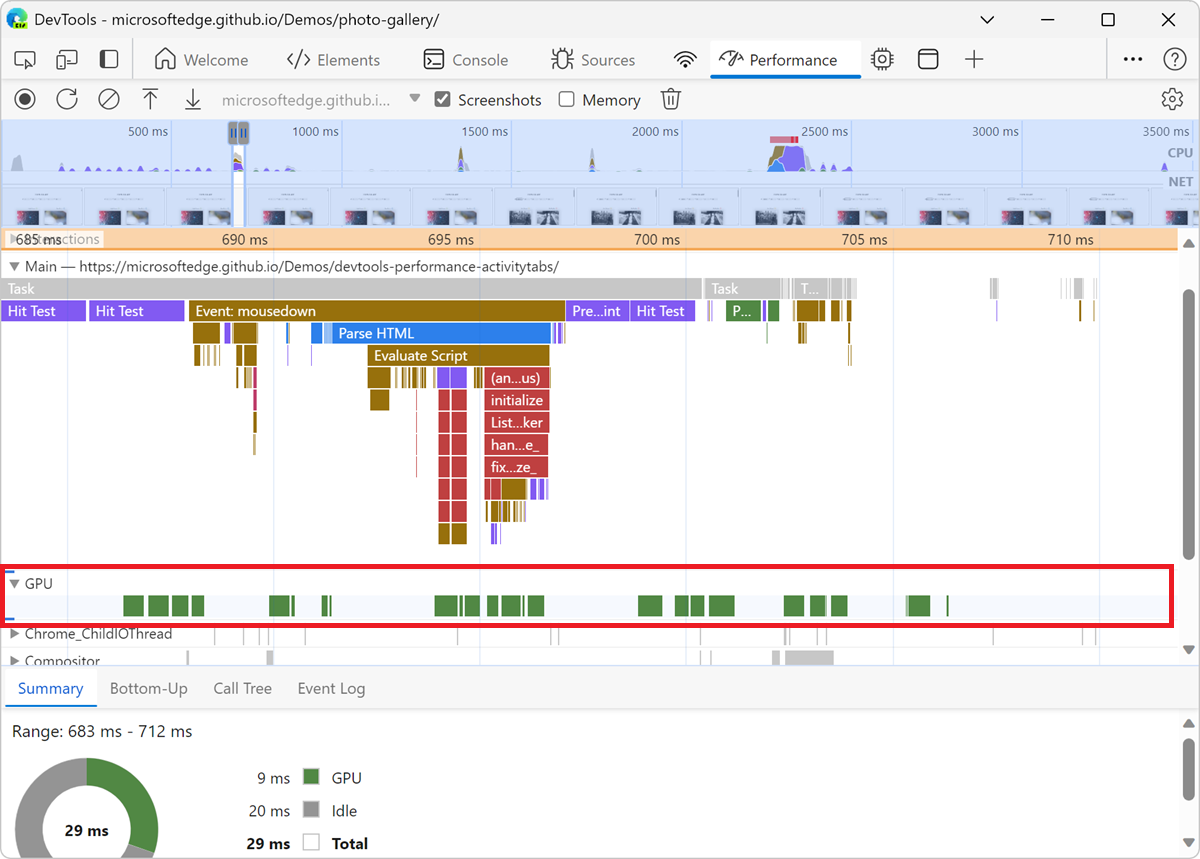 DevTools - microsoftedge.github.io/Demos/photo-gallery/
Welcome </> Elements Console Sources Performance
microsoftedge.github.i... Screenshots Memory
500 ms 1000 ms 1500 ms 2000 ms 2500 ms 3000 ms 3500 ms
CPU
NET
685 ms 690 ms 695 ms 700 ms 705 ms 710 ms
Main — https://microsoftedge.github.io/Demos/devtools-performance-activitytabs/
Task Task T...
Hit Test Hit Test Event: mousedown Pre...int Hit Test P...
Parse HTML
Evaluate Script
(an...us)
initialize
List...ker
han...e_
fix...ze_
GPU
Chrome_ChildIOThread
Compositor
Summary Bottom-Up Call Tree Event Log
Range: 683 ms - 712 ms
9 ms GPU
20 ms Idle
29 ms
29 ms Total